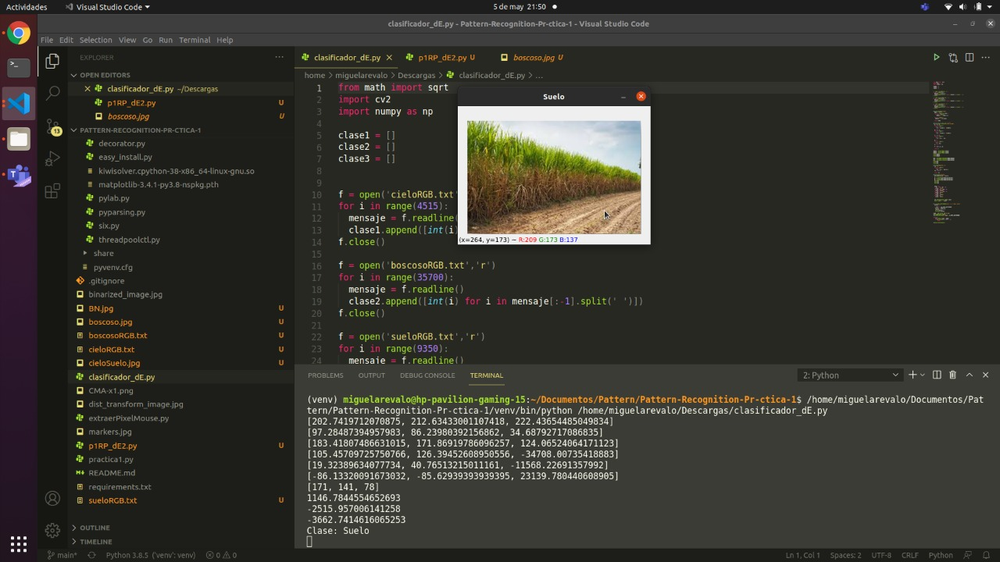 Actividades
Visual Studio Code
5 de may 21:50
clasificador_dE.py - Pattern-Recognition-Pr-ctica-1 - Visual Studio Code
File Edit Selection View Go Run Terminal Help
EXPLORER
OPEN EDITORS
clasificador_dE.py ~/Descargas
p1RP_dE2.py U
boscoso.jpg U
PATTERN-RECOGNITION-PR-CTICA-1
decorator.py
easy_install.py
kiwisolver.cpython-38-x86_64-linux-gnu.so
matplotlib-3.4.1-py3.8-nspkg.pth
pylab.py
pyparsing.py
six.py
threadpoolctl.py
share
pyvenv.cfg
.gitignore
binarized_image.jpg
BN.jpg U
boscoso.jpg U
boscosoRGB.txt U
cieloRGB.txt U
cieloSuelo.jpg U
clasificador_dE.py
CMA-x1.png
dist_transform_image.jpg
extraerPixelMouse.py
markers.jpg
p1RP_dE2.py U
practica1.py
README.md
requirements.txt
sueloRGB.txt U
OUTLINE
TIMELINE
13
clasificador_dE.py
p1RP_dE2.py U
boscoso.jpg U
home > miguelarevalo > Descargas > clasificador_dE.py > ...
1 from math import sqrt
2 import cv2
3 import numpy as np
4
5 clase1 = []
6 clase2 = []
7 clase3 = []
8
9
10 f = open('cieloRGB.txt'
11 for i in range(4515):
12 mensaje = f.readline(
13 clase1.append([int(i)
14 f.close()
15
16 f = open('boscosoRGB.txt','r')
17 for i in range(35700):
18 mensaje = f.readline()
19 clase2.append([int(i) for i in mensaje[:-1].split(' ')])
20 f.close()
21
22 f = open('sueloRGB.txt','r')
23 for i in range(9350):
24 mensaje = f.readline()
Suelo
(x=264, y=173) ~ R:209 G:173 B:137
PROBLEMS OUTPUT DEBUG CONSOLE TERMINAL
2: Python
(venv) miguelarevalo@hp-pavilion-gaming-15:~/Documentos/Pattern/Pattern-Recognition-Pr-ctica-1$ /home/miguelarevalo/Documentos/Pat
tern/Pattern-Recognition-Pr-ctica-1/venv/bin/python /home/miguelarevalo/Descargas/clasificador_dE.py
[202.7419712070875, 212.63433001107418, 222.43654485049834]
[97.28487394957983, 86.23980392156862, 34.68792717086835]
[183.41807486631015, 171.86919786096257, 124.06524064171123]
[105.45709725750766, 126.39452608950556, -34708.00735418883]
[19.32389634077734, 40.76513215011161, -11568.22691357992]
[-86.13320091673032, -85.62939393939395, 23139.780440608905]
[171, 141, 78]
1146.7844554652693
-2515.957006141258
-3662.7414616065253
Clase: Suelo
main* Python 3.8.5 ('venv': venv) 0 0
Ln 1, Col 1 Spaces: 2 UTF-8 CRLF Python